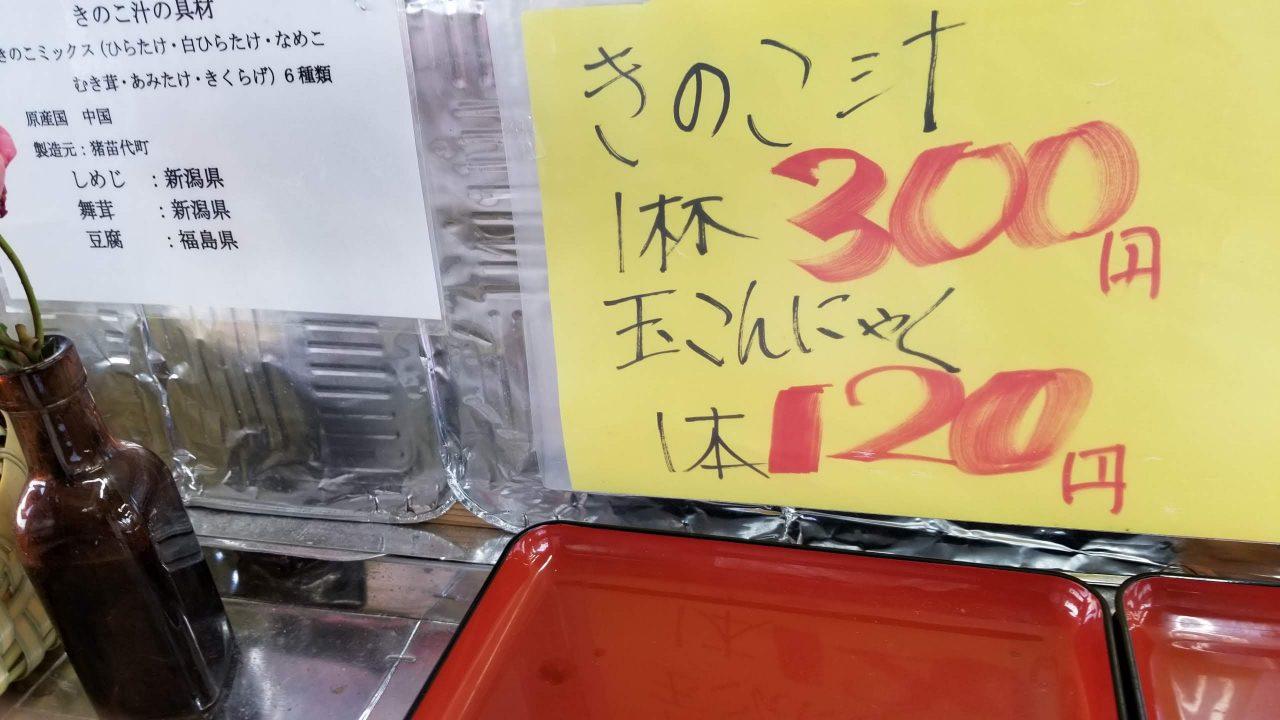 きのこ汁の具材
きのこミックス（ひらたけ・白ひらたけ・なめこ
むき茸・あみたけ・きくらげ）６種類
原産国　中国
製造元：猪苗代町
しめじ　：新潟県
舞茸　：新潟県
豆腐　：福島県
きのこ汁
1杯 300円
玉こんにゃく
1本 120円